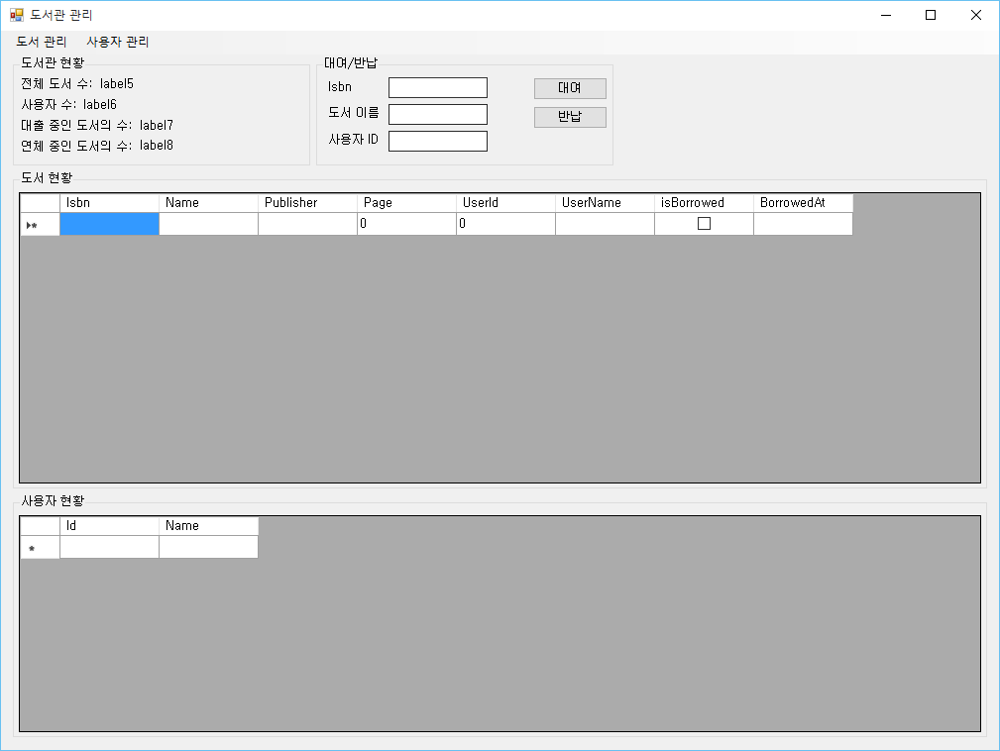 도서관 관리
도서 관리 사용자 관리
도서관 현황
전체 도서 수: label5
사용자 수: label6
대출 중인 도서의 수: label7
연체 중인 도서의 수: label8
대여/반납
Isbn
도서 이름
사용자 ID
대여
반납
도서 현황
Isbn Name Publisher Page UserId UserName isBorrowed BorrowedAt
0 0
사용자 현황
Id Name